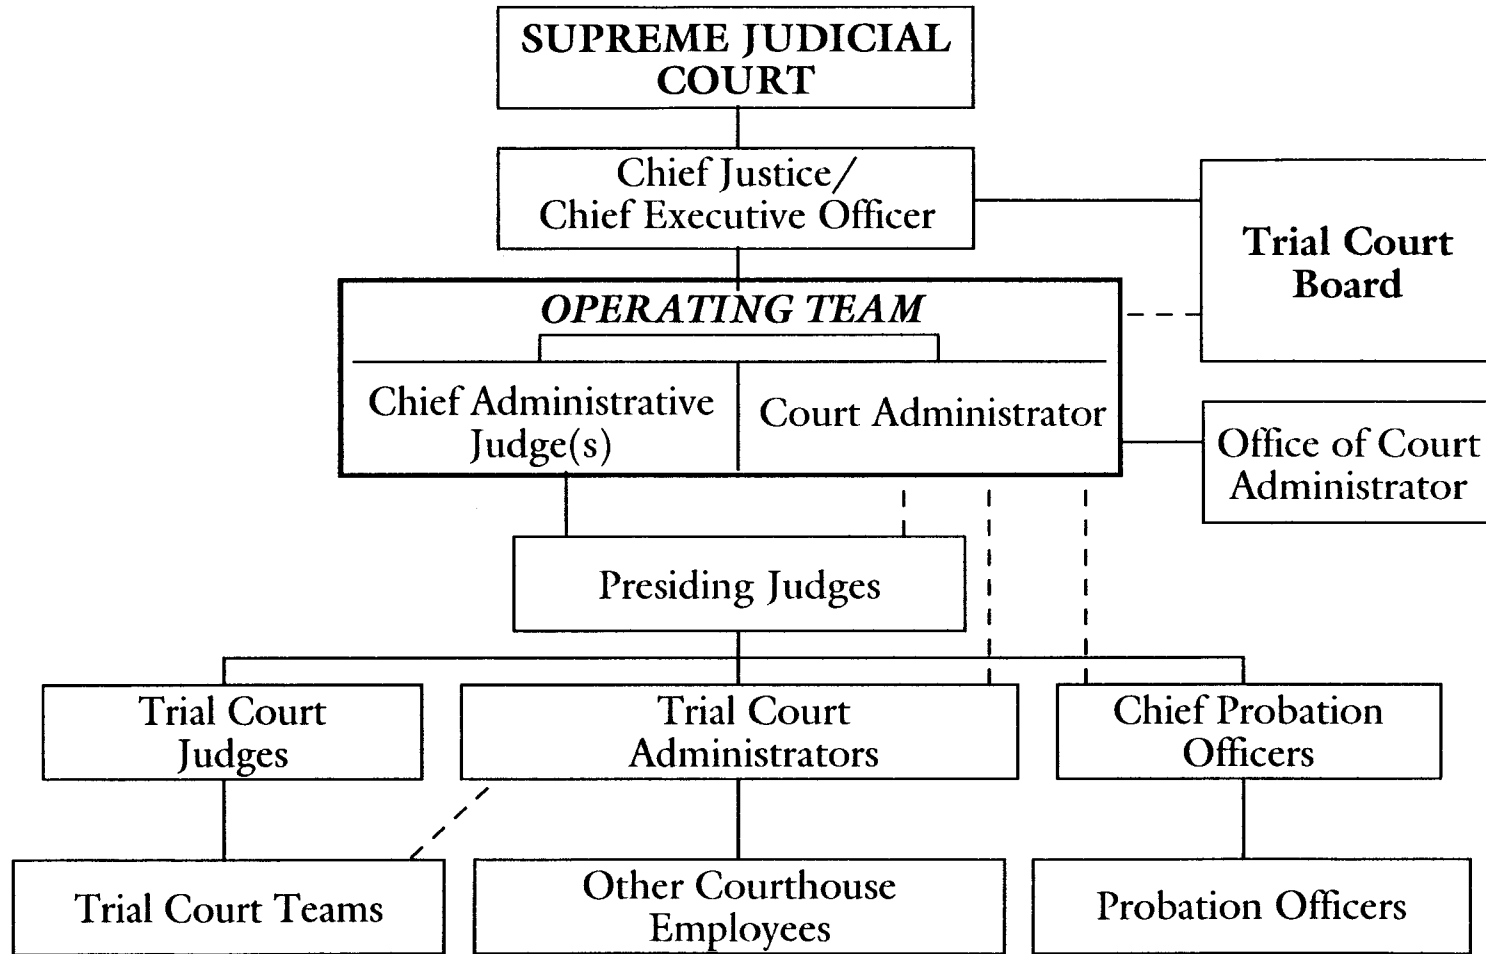 SUPREME JUDICIAL
COURT
Chief Justice/
Chief Executive Officer
Trial Court
Board
OPERATING TEAM
Chief Administrative
Judge(s)
Court Administrator
Office of Court
Administrator
Presiding Judges
Trial Court
Judges
Trial Court
Administrators
Chief Probation
Officers
Trial Court Teams
Other Courthouse
Employees
Probation Officers